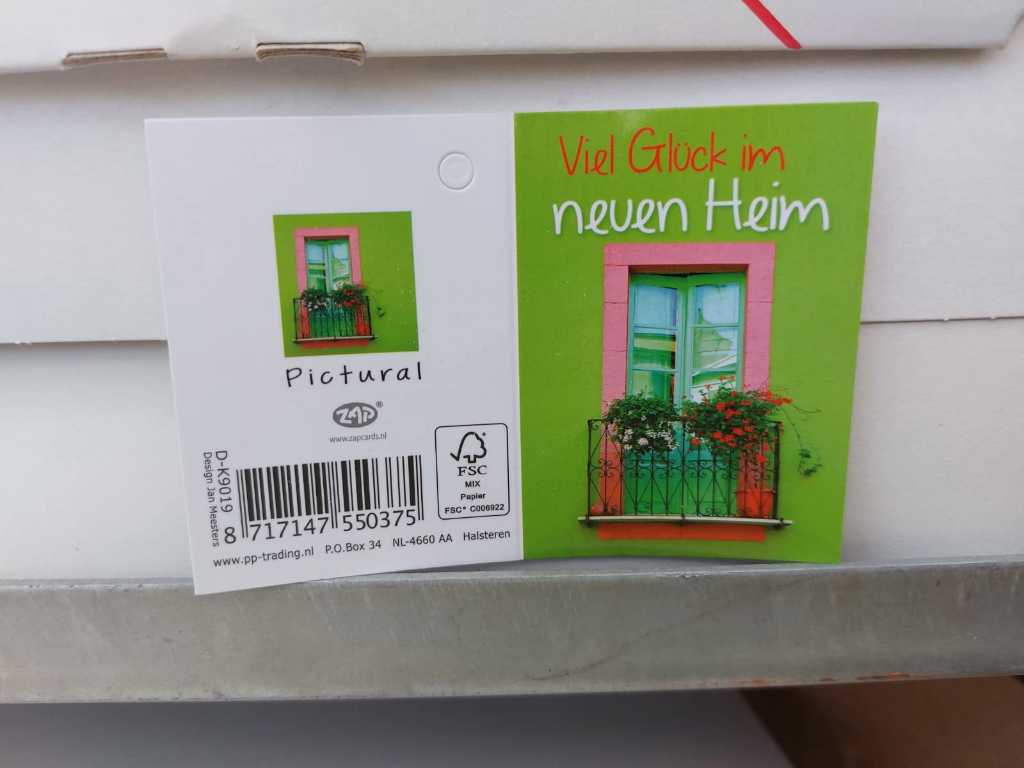 Viel Glück im
neuen Heim
Pictural
ZAP®
www.zapcards.nl
D-K9019
Design Jan Meesters
8 717147 550375
FSC
MIX
Papier
FSC® C006922
www.pp-trading.nl P.O.Box 34 NL-4660 AA Halsteren